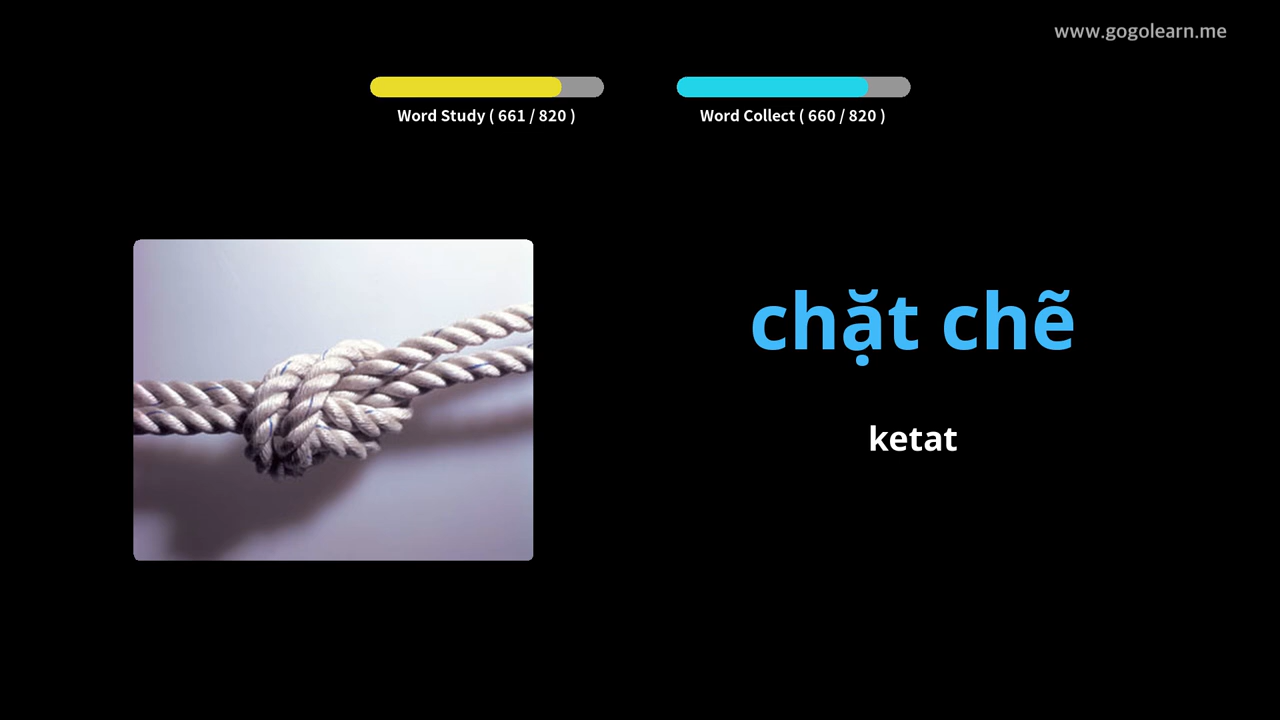 www.gogolearn.me
Word Study ( 661 / 820 )
Word Collect ( 660 / 820 )
chặt chẽ
ketat